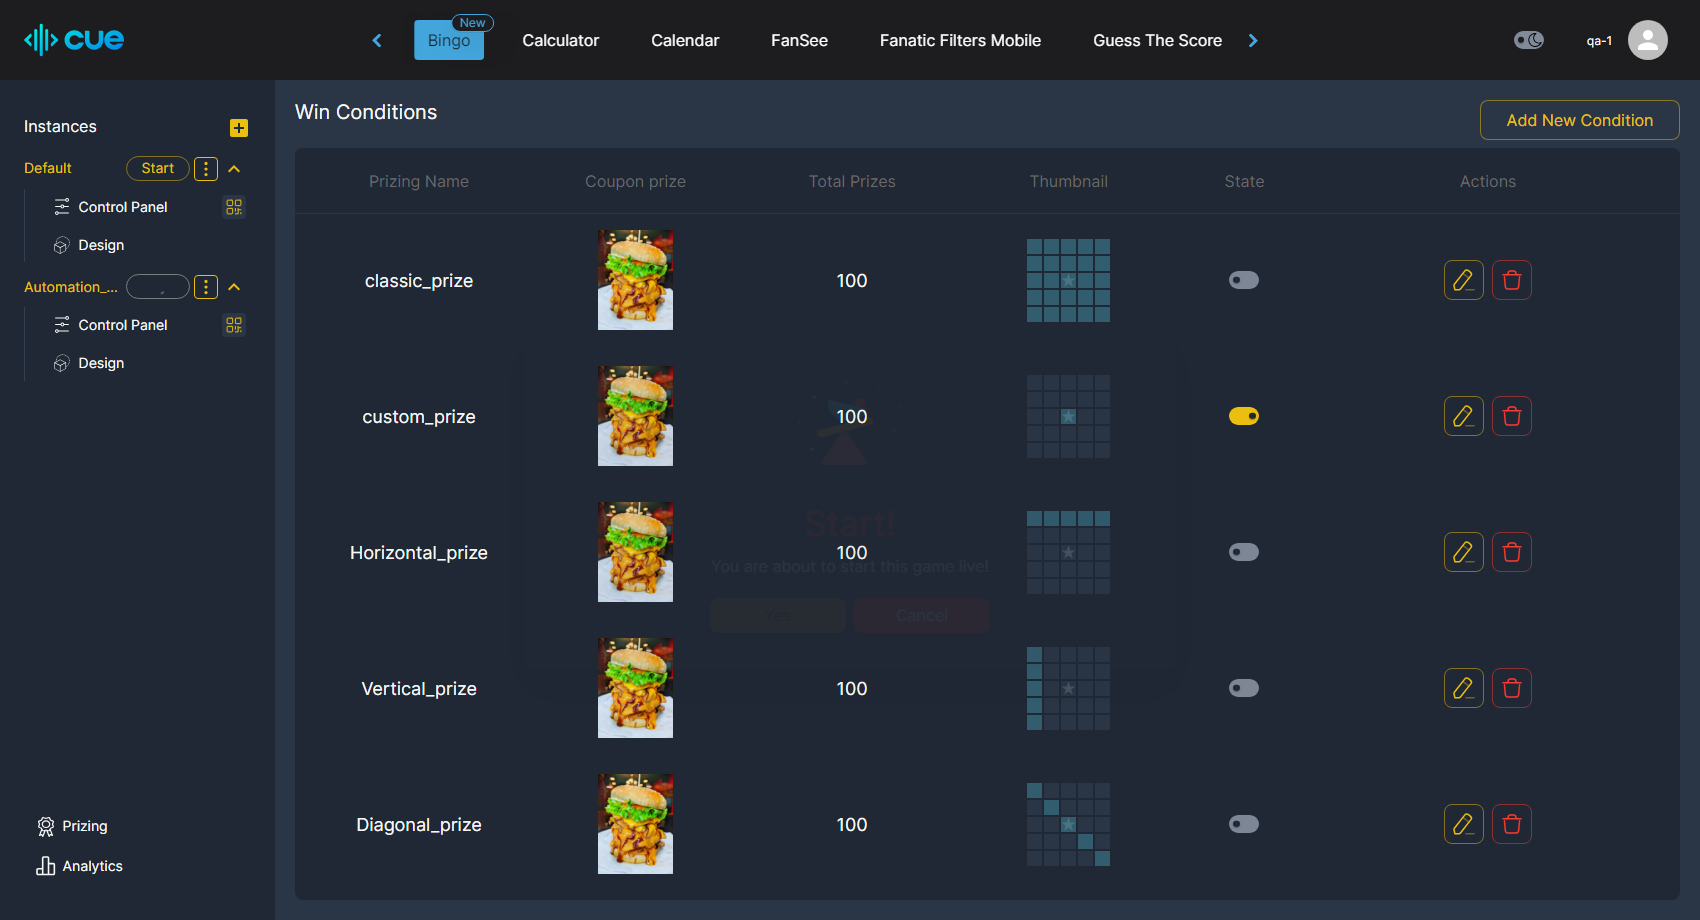 cue
New
Bingo
Calculator
Calendar
FanSee
Fanatic Filters Mobile
Guess The Score
qa-1
Instances
Default
Start
Control Panel
Design
Automation_...
Control Panel
Design
Prizing
Analytics
Win Conditions
Add New Condition
Prizing Name
Coupon prize
Total Prizes
Thumbnail
State
Actions
classic_prize
100
custom_prize
100
Horizontal_prize
100
Vertical_prize
100
Diagonal_prize
100
Start!
You are about to start this game live!
Yes
Cancel